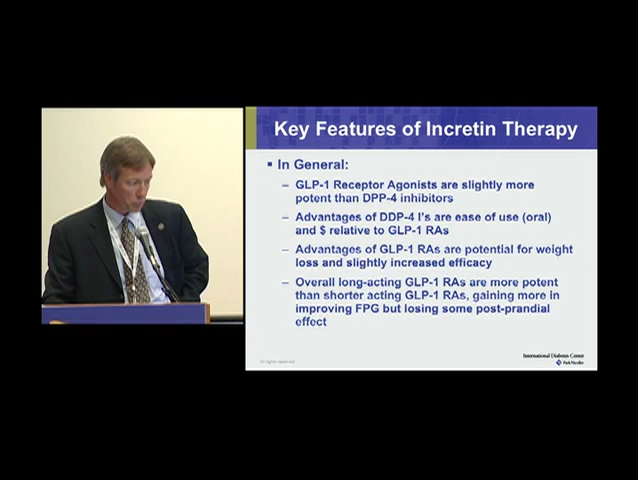 Key Features of Incretin Therapy
▪ In General:
– GLP-1 Receptor Agonists are slightly more
potent than DPP-4 inhibitors
– Advantages of DDP-4 I's are ease of use (oral)
and $ relative to GLP-1 RAs
– Advantages of GLP-1 RAs are potential for weight
loss and slightly increased efficacy
– Overall long-acting GLP-1 RAs are more potent
than shorter acting GLP-1 RAs, gaining more in
improving FPG but losing some post-prandial
effect
All rights reserved
International Diabetes Center
Park Nicollet